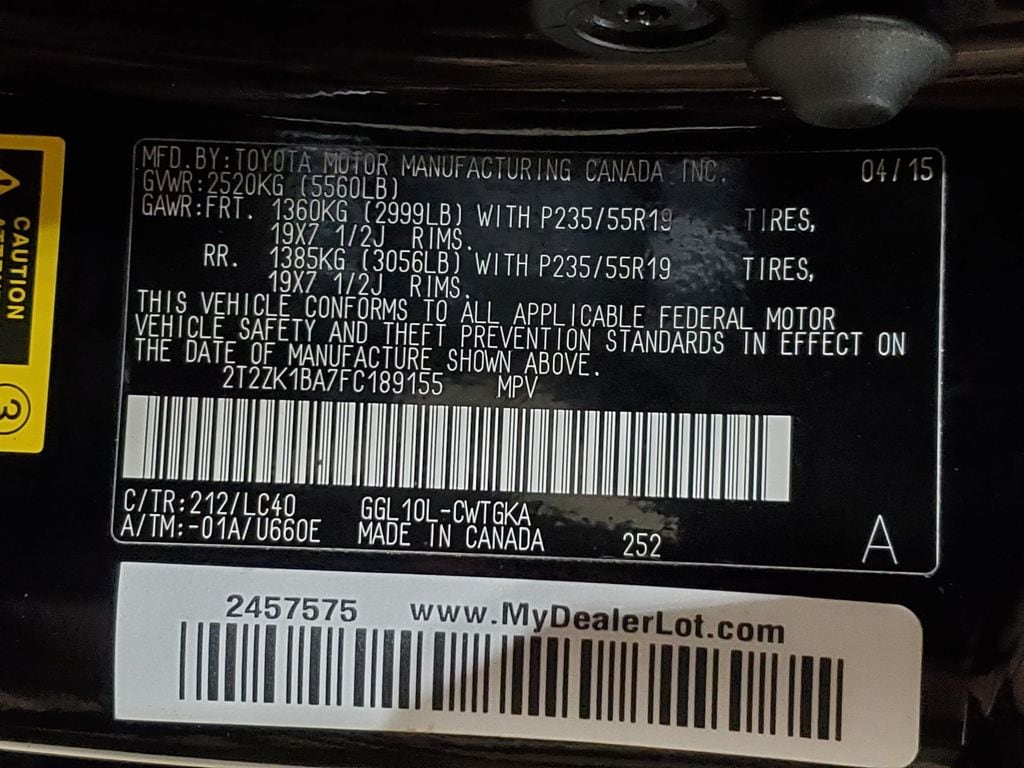 MFD.BY:TOYOTA MOTOR MANUFACTURING CANADA INC. 04/15
GVWR:2520KG (5560LB)
GAWR:FRT. 1360KG (2999LB) WITH P235/55R19 TIRES,
19X7 1/2J RIMS.
RR. 1385KG (3056LB) WITH P235/55R19 TIRES,
19X7 1/2J RIMS.
THIS VEHICLE CONFORMS TO ALL APPLICABLE FEDERAL MOTOR
VEHICLE SAFETY AND THEFT PREVENTION STANDARDS IN EFFECT ON
THE DATE OF MANUFACTURE SHOWN ABOVE.
2T2ZK1BA7FC189155 MPV
C/TR:212/LC40 GGL10L-CWTGKA
A/TM:-01A/U660E MADE IN CANADA 252 A
2457575 www.MyDealerLot.com
CAUTION
3